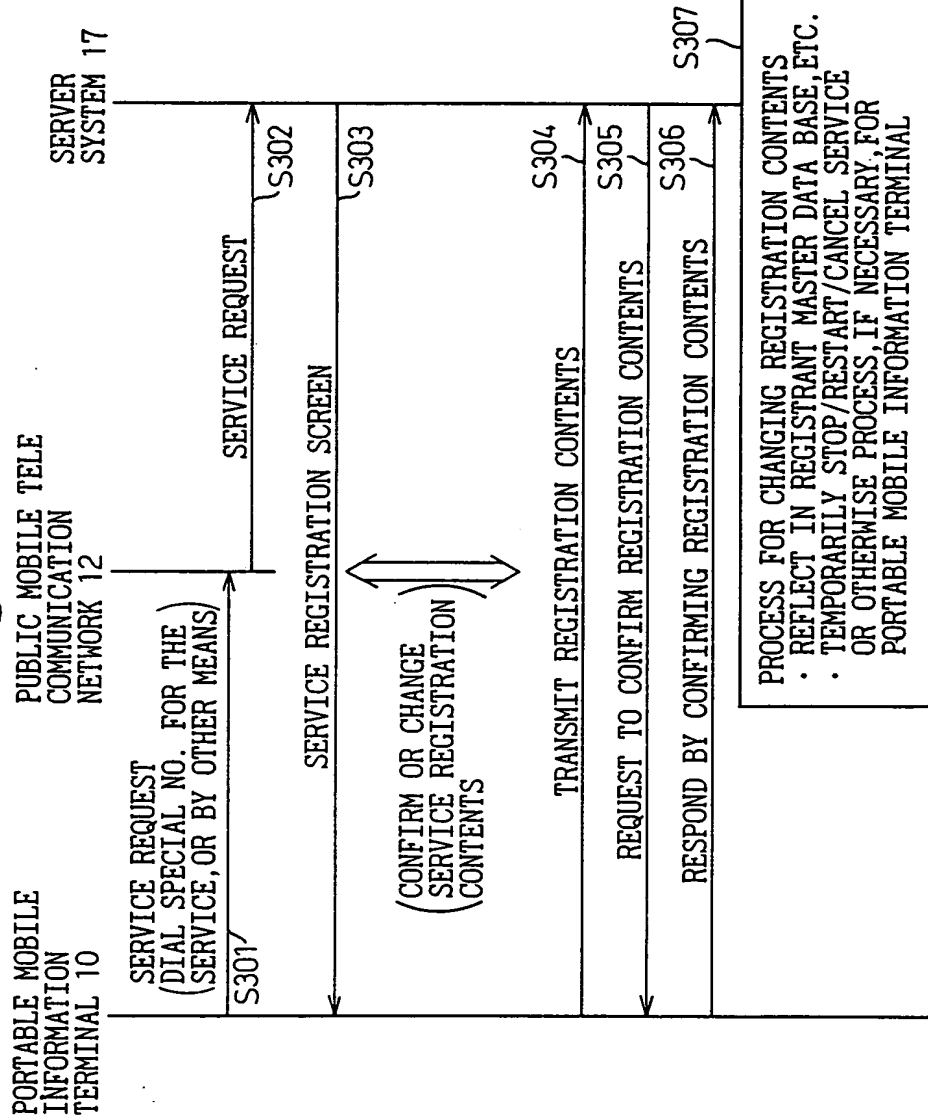 PORTABLE MOBILE
INFORMATION
TERMINAL 10
PUBLIC MOBILE TELE
COMMUNICATION
NETWORK 12
SERVER
SYSTEM 17
SERVICE REQUEST
(DIAL SPECIAL NO. FOR THE
SERVICE,OR BY OTHER MEANS)
S301
SERVICE REQUEST
S302
SERVICE REGISTRATION SCREEN
S303
(CONFIRM OR CHANGE
SERVICE REGISTRATION
CONTENTS)
TRANSMIT REGISTRATION CONTENTS
S304
REQUEST TO CONFIRM REGISTRATION CONTENTS
S305
RESPOND BY CONFIRMING REGISTRATION CONTENTS
S306
S307
PROCESS FOR CHANGING REGISTRATION CONTENTS
· REFLECT IN REGISTRANT MASTER DATA BASE,ETC.
· TEMPORARILY STOP/RESTART/CANCEL SERVICE
OR OTHERWISE PROCESS,IF NECESSARY,FOR
PORTABLE MOBILE INFORMATION TERMINAL